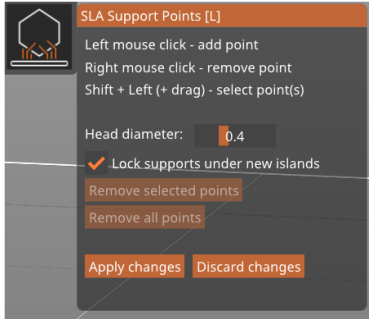 SLA Support Points [L]
Left mouse click - add point
Right mouse click - remove point
Shift + Left (+ drag) - select point(s)
Head diameter: 0.4
Lock supports under new islands
Remove selected points
Remove all points
Apply changes Discard changes